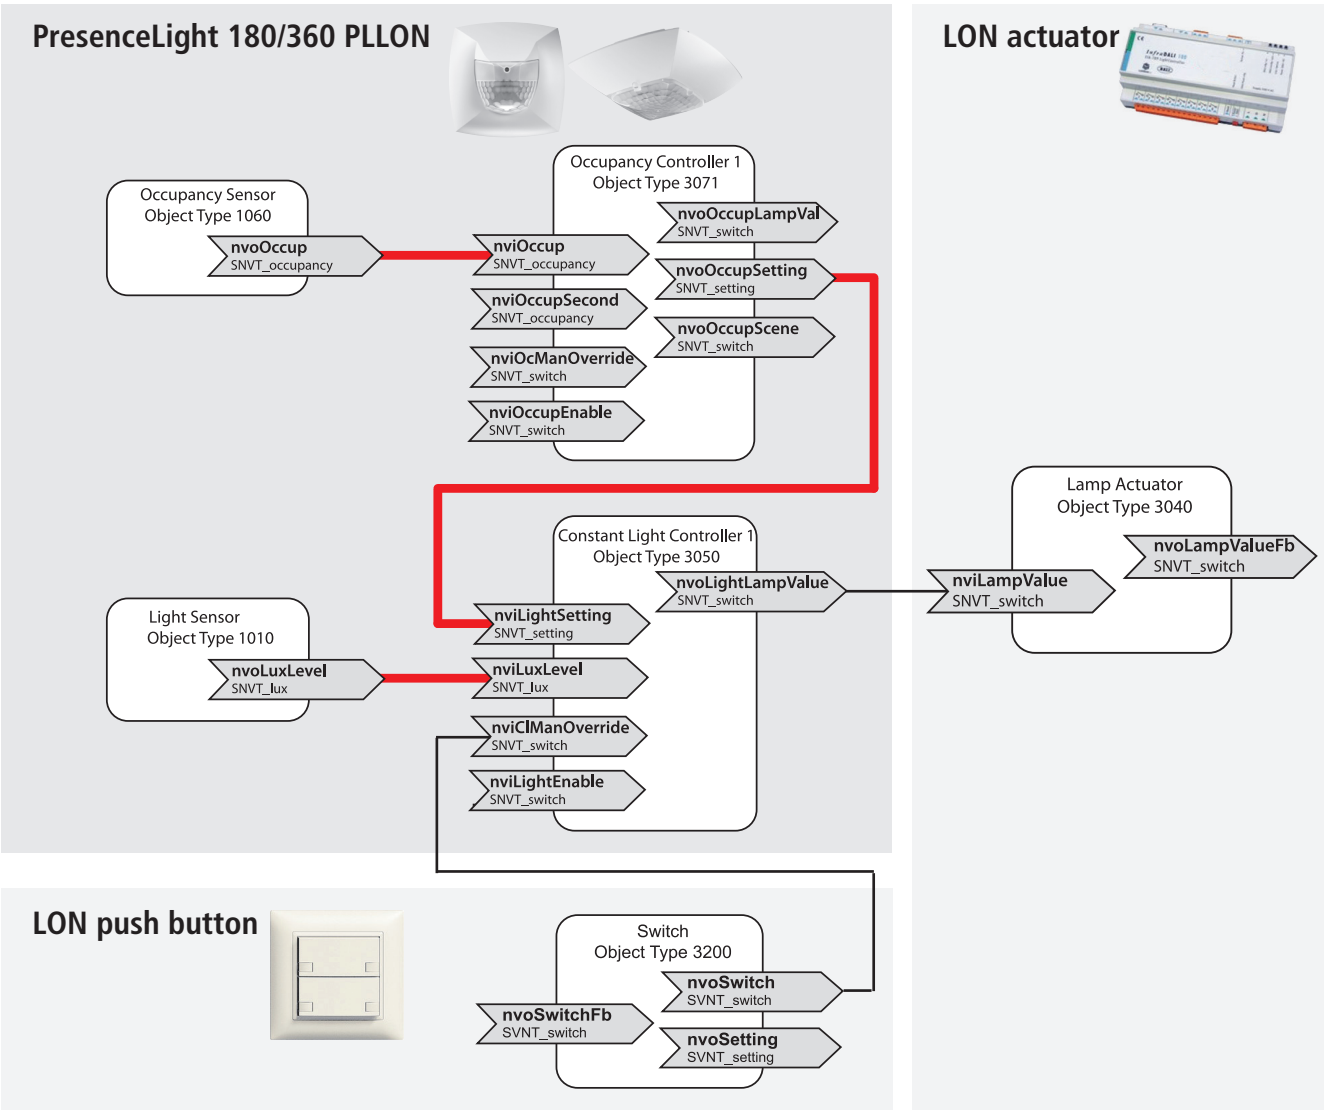 PresenceLight 180/360 PLLON
LON actuator
Occupancy Sensor
Object Type 1060
nvoOccup
SNVT_occupancy
Occupancy Controller 1
Object Type 3071
nvoOccupLampVal
SNVT_switch
nviOccup
SNVT_occupancy
nvoOccupSetting
SNVT_setting
nviOccupSecond
SNVT_occupancy
nvoOccupScene
SNVT_switch
nviOcManOverride
SNVT_switch
nviOccupEnable
SNVT_switch
Lamp Actuator
Object Type 3040
nvoLampValueFb
SNVT_switch
nviLampValue
SNVT_switch
Constant Light Controller 1
Object Type 3050
nvoLightLampValue
SNVT_switch
Light Sensor
Object Type 1010
nvoLuxLevel
SNVT_lux
nviLightSetting
SNVT_setting
nviLuxLevel
SNVT_lux
nviClManOverride
SNVT_switch
nviLightEnable
SNVT_switch
LON push button
Switch
Object Type 3200
nvoSwitch
SVNT_switch
nvoSwitchFb
SVNT_switch
nvoSetting
SVNT_setting